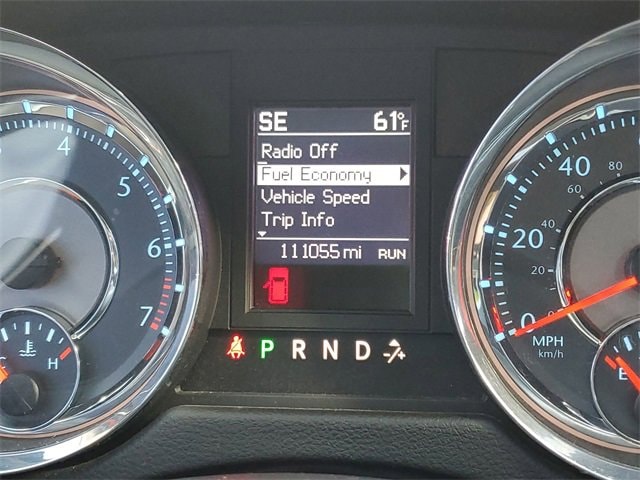 SE 61°F
Radio Off
Fuel Economy
Vehicle Speed
Trip Info
111055 mi RUN
P R N D -/+
4
5
6
7
C H
40
60 80
20
40
20
0
MPH
km/h
E